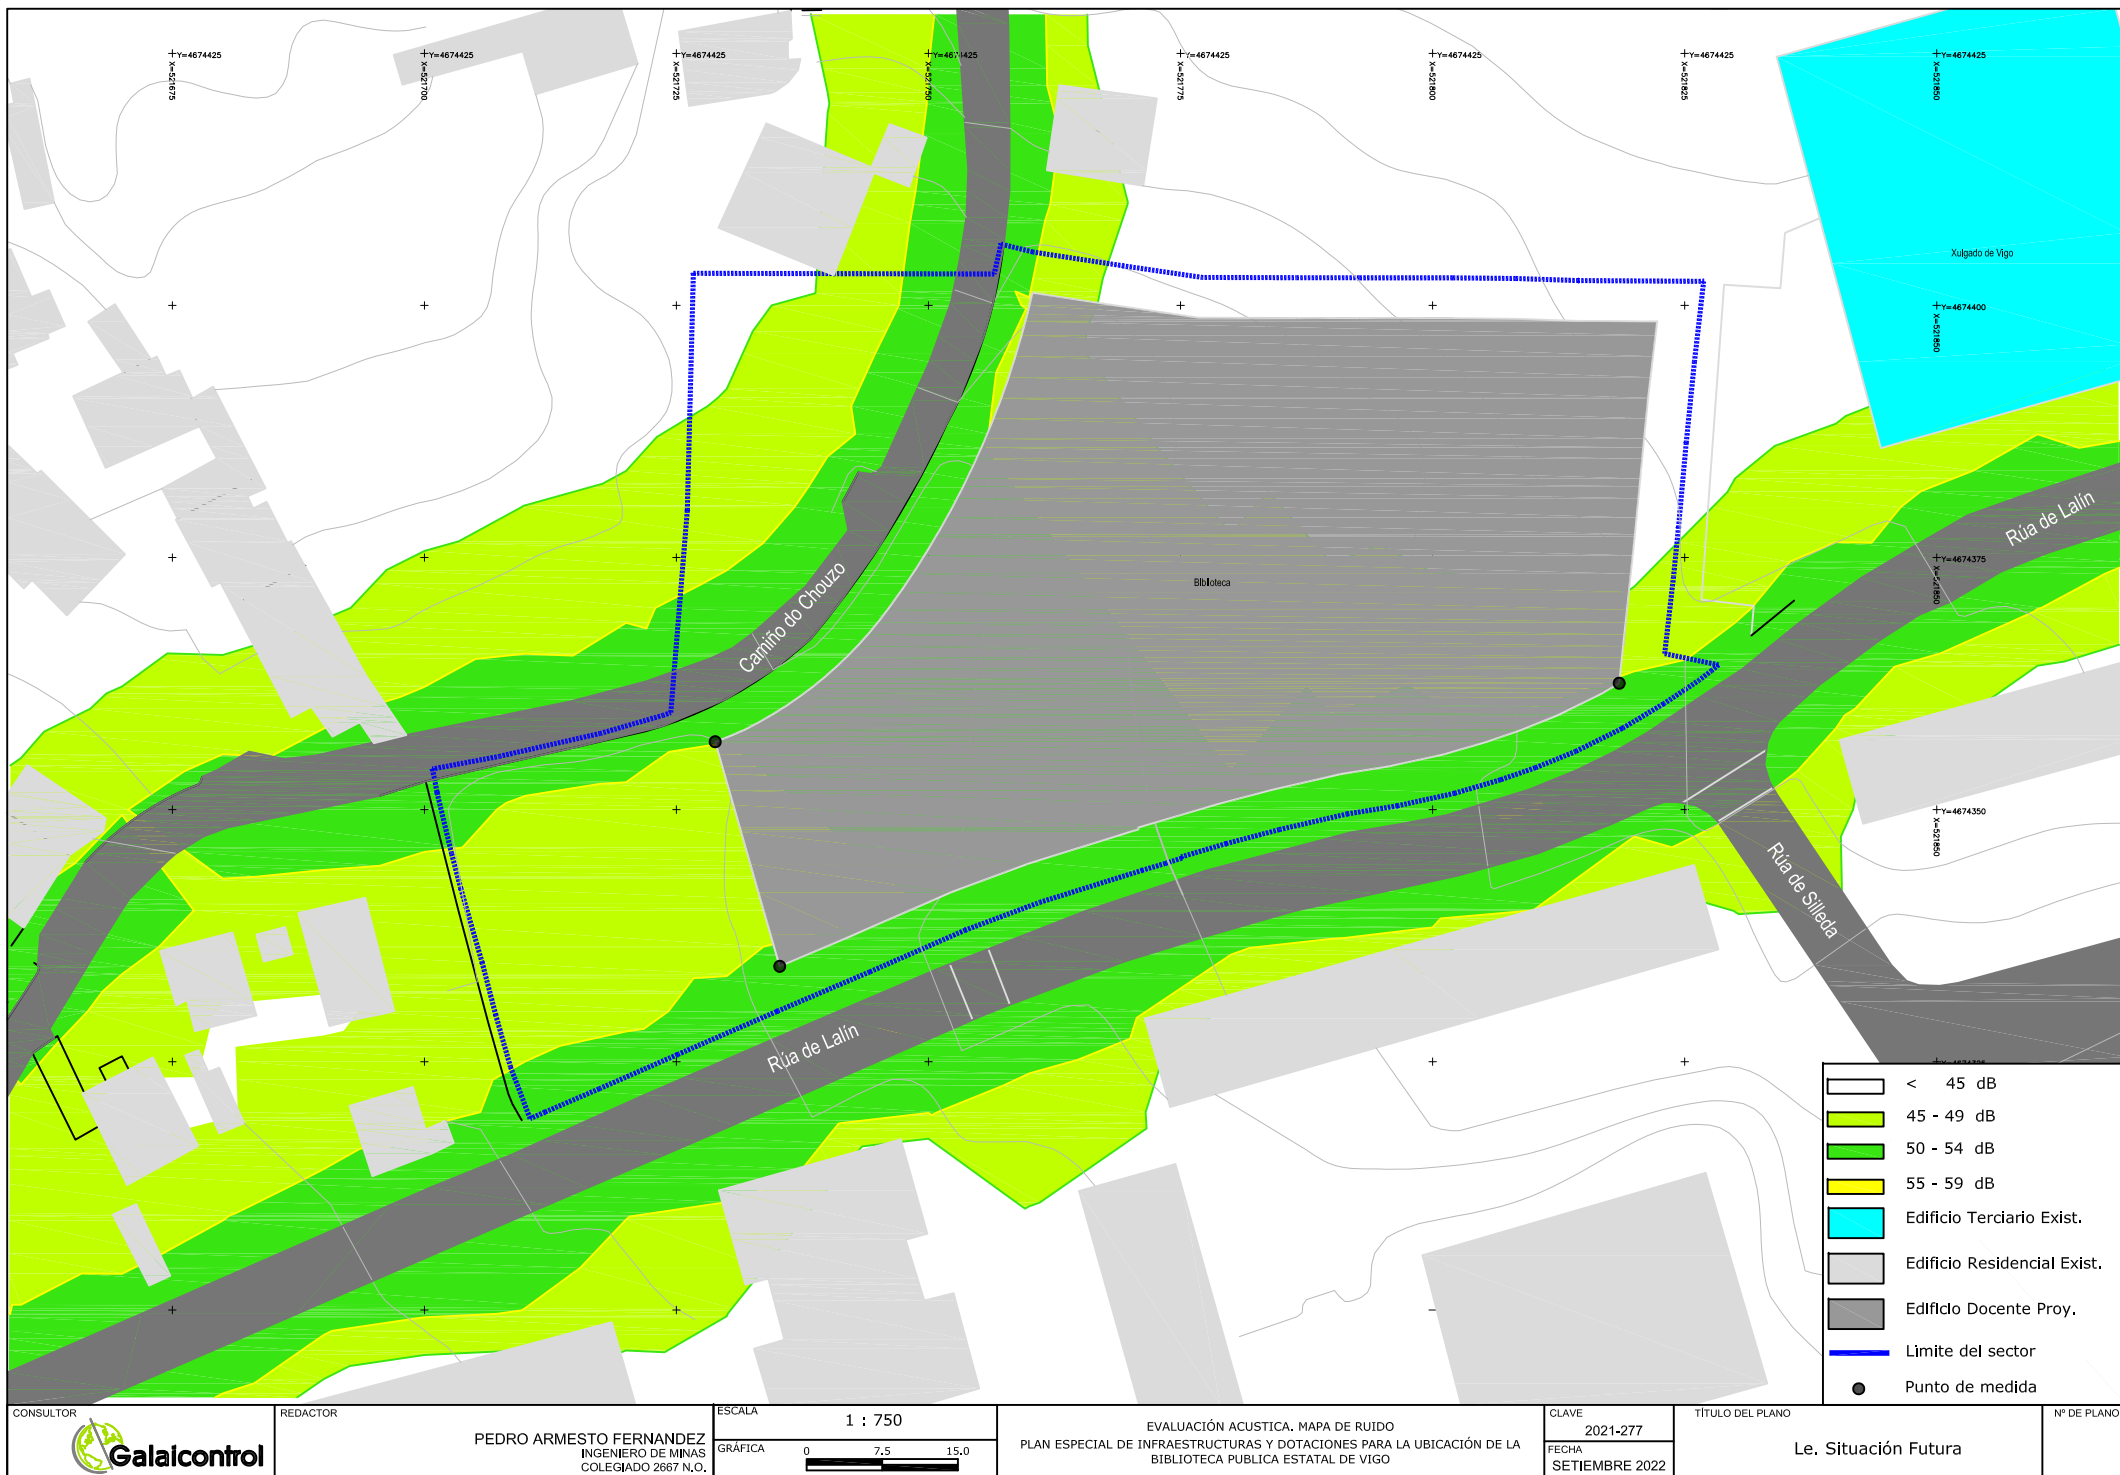 Y=4674425
Y=4674425
Y=4674425
Y=4674425
Y=4674425
Y=4674425
Y=4674425
Y=4674425
X=521675
X=521700
X=521725
X=521750
X=521775
X=521800
X=521825
X=521850
Xulgado de Vigo
Y=4674400
X=521850
Rúa de Lalín
Y=4674375
X=521850
Biblioteca
Camiño do Chouzo
Y=4674350
X=521850
Rúa de Silleda
Rúa de Lalín
Y=4674325
< 45 dB
45 - 49 dB
50 - 54 dB
55 - 59 dB
Edificio Terciario Exist.
Edificio Residencial Exist.
Edificio Docente Proy.
Limite del sector
Punto de medida
CONSULTOR
Galaicontrol
REDACTOR
PEDRO ARMESTO FERNANDEZ
INGENIERO DE MINAS
COLEGIADO 2667 N.O.
ESCALA
1 : 750
GRÁFICA
0 7.5 15.0
EVALUACIÓN ACUSTICA. MAPA DE RUIDO
PLAN ESPECIAL DE INFRAESTRUCTURAS Y DOTACIONES PARA LA UBICACIÓN DE LA
BIBLIOTECA PUBLICA ESTATAL DE VIGO
CLAVE
2021-277
FECHA
SETIEMBRE 2022
TÍTULO DEL PLANO
Le. Situación Futura
Nº DE PLANO